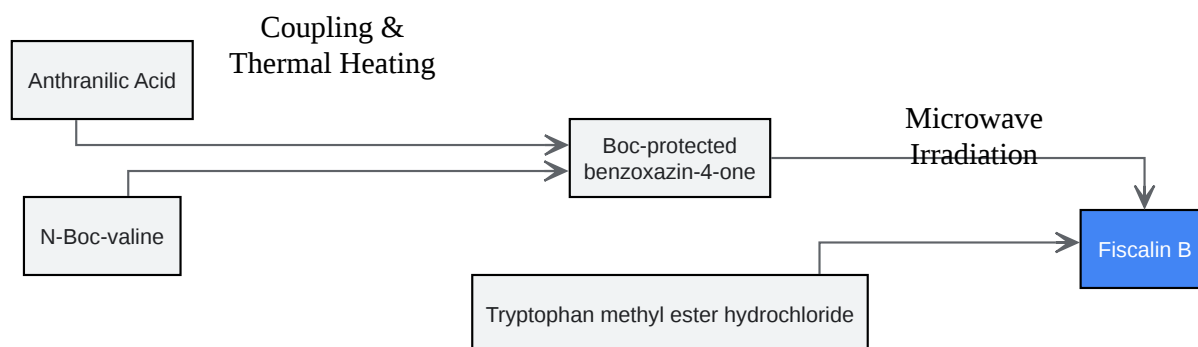 Coupling &
Thermal Heating
Anthranilic Acid
N-Boc-valine
Boc-protected
benzoxazin-4-one
Microwave
Irradiation
Tryptophan methyl ester hydrochloride
Fiscalin B